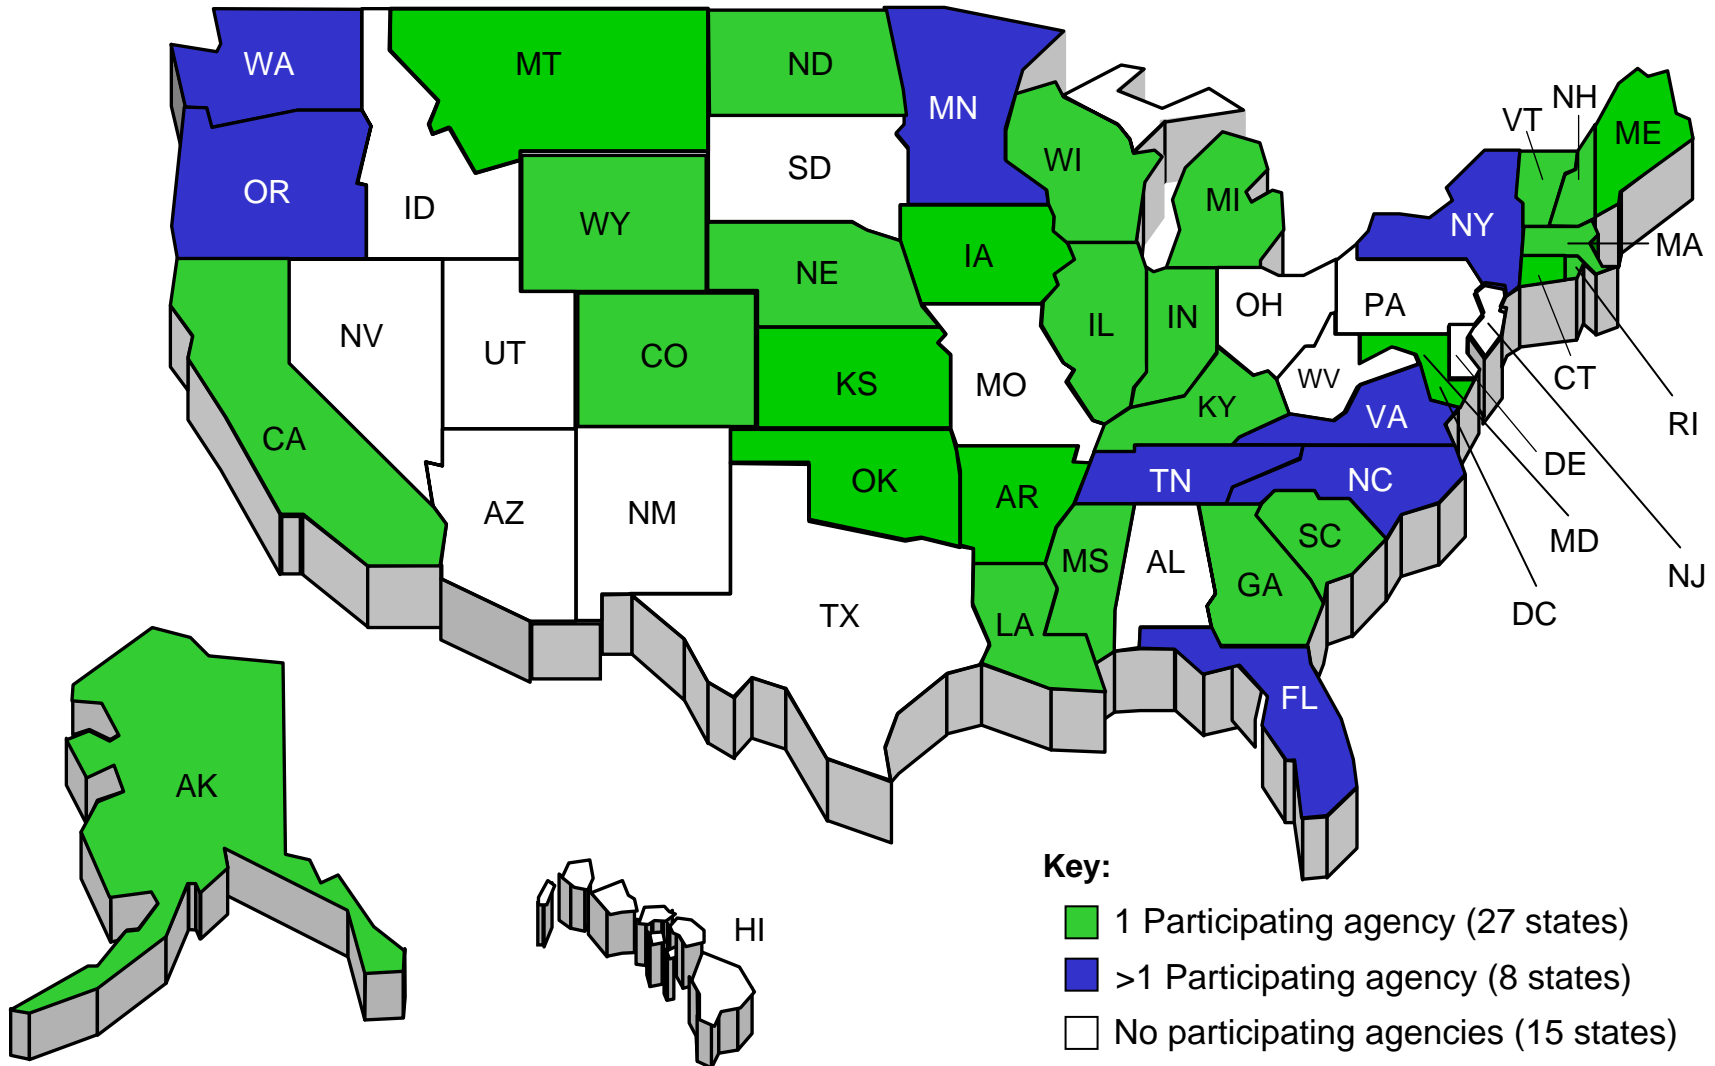 WA
MT
ND
MN
VT
NH
ME
OR
ID
SD
WI
MI
WY
NY
MA
NE
IA
NV
UT
CO
KS
MO
IL
IN
OH
PA
WV
CT
RI
CA
KY
VA
DE
AZ
NM
OK
AR
TN
NC
MD
NJ
MS
AL
GA
SC
DC
TX
LA
FL
AK
HI
Key:
1 Participating agency (27 states)
>1 Participating agency (8 states)
No participating agencies (15 states)